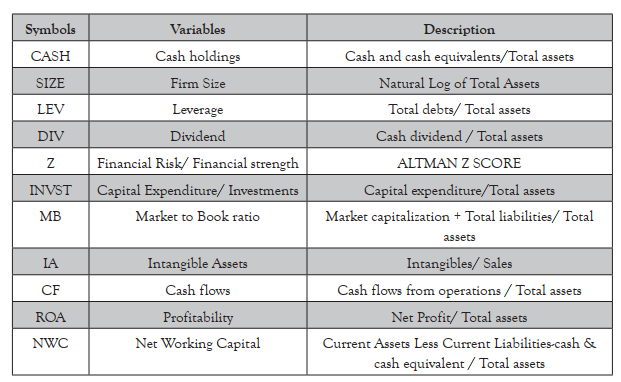 Symbols Variables Description
CASH Cash holdings Cash and cash equivalents/Total assets
SIZE Firm Size Natural Log of Total Assets
LEV Leverage Total debts/ Total assets
DIV Dividend Cash dividend / Total assets
Z Financial Risk/ Financial strength ALTMAN Z SCORE
INVST Capital Expenditure/ Investments Capital expenditure/Total assets
MB Market to Book ratio Market capitalization + Total liabilities/ Total
assets
IA Intangible Assets Intangibles/ Sales
CF Cash flows Cash flows from operations / Total assets
ROA Profitability Net Profit/ Total assets
NWC Net Working Capital Current Assets Less Current Liabilities-cash &
cash equivalent / Total assets